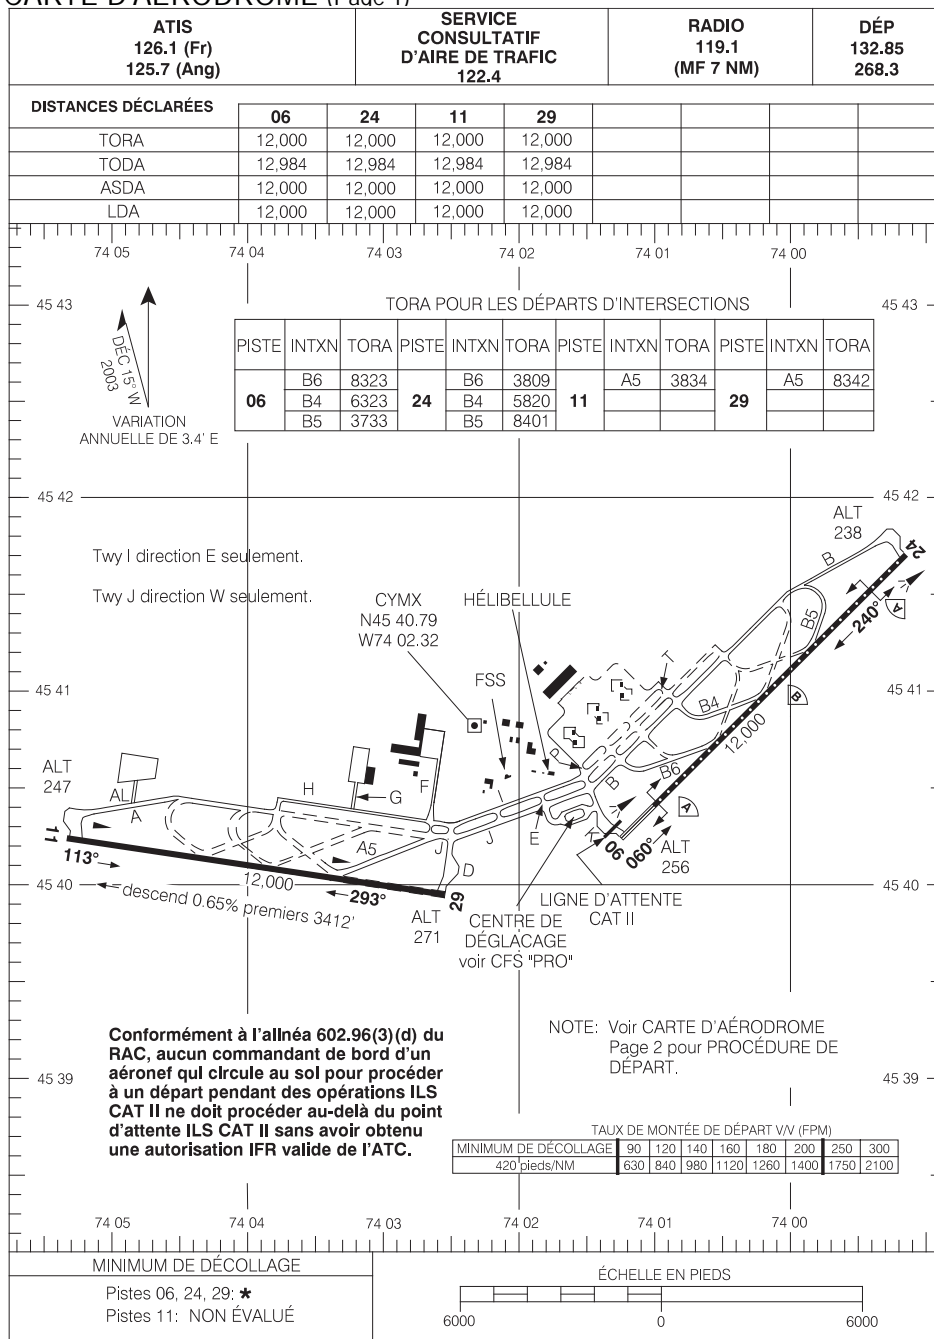 CARTE D'AÉRODROME (Page 1)
ATIS
126.1 (Fr)
125.7 (Ang)
SERVICE
CONSULTATIF
D'AIRE DE TRAFIC
122.4
RADIO
119.1
(MF 7 NM)
DÉP
132.85
268.3
DISTANCES DÉCLARÉES 06 24 11 29
TORA 12,000 12,000 12,000 12,000
TODA 12,984 12,984 12,984 12,984
ASDA 12,000 12,000 12,000 12,000
LDA 12,000 12,000 12,000 12,000
74 05 74 04 74 03 74 02 74 01 74 00
45 43 45 43
DÉC 15° W
2003
VARIATION
ANNUELLE DE 3.4' E
TORA POUR LES DÉPARTS D'INTERSECTIONS
PISTE INTXN TORA PISTE INTXN TORA PISTE INTXN TORA PISTE INTXN TORA
06 B6 8323 24 B6 3809 11 A5 3834 29 A5 8342
B4 6323 B4 5820
B5 3733 B5 8401
45 42 45 42
Twy I direction E seulement.
Twy J direction W seulement.
ALT
238
24
B
A
240°
B5
CYMX
N45 40.79
W74 02.32
HÉLIBELLULE
FSS
T
45 41 45 41
B4
B
12,000
P
B6
B
A
ALT
247
AL
A
H
G
F
A5
J
J
E
K
D
06
060°
ALT
256
11
113°
12,000
293°
29
descend 0.65% premiers 3412'
45 40 45 40
ALT
271
LIGNE D'ATTENTE
CAT II
CENTRE DE
DÉGLACAGE
voir CFS "PRO"
Conformément à l'alinéa 602.96(3)(d) du
RAC, aucun commandant de bord d'un
aéronef qui circule au sol pour procéder
à un départ pendant des opérations ILS
CAT II ne doit procéder au-delà du point
d'attente ILS CAT II sans avoir obtenu
une autorisation IFR valide de l'ATC.
NOTE: Voir CARTE D'AÉRODROME
Page 2 pour PROCÉDURE DE
DÉPART.
45 39 45 39
TAUX DE MONTÉE DE DÉPART V/V (FPM)
MINIMUM DE DÉCOLLAGE 90 120 140 160 180 200 250 300
420 pieds/NM 630 840 980 1120 1260 1400 1750 2100
74 05 74 04 74 03 74 02 74 01 74 00
MINIMUM DE DÉCOLLAGE
Pistes 06, 24, 29: *
Pistes 11: NON ÉVALUÉ
ÉCHELLE EN PIEDS
6000 0 6000